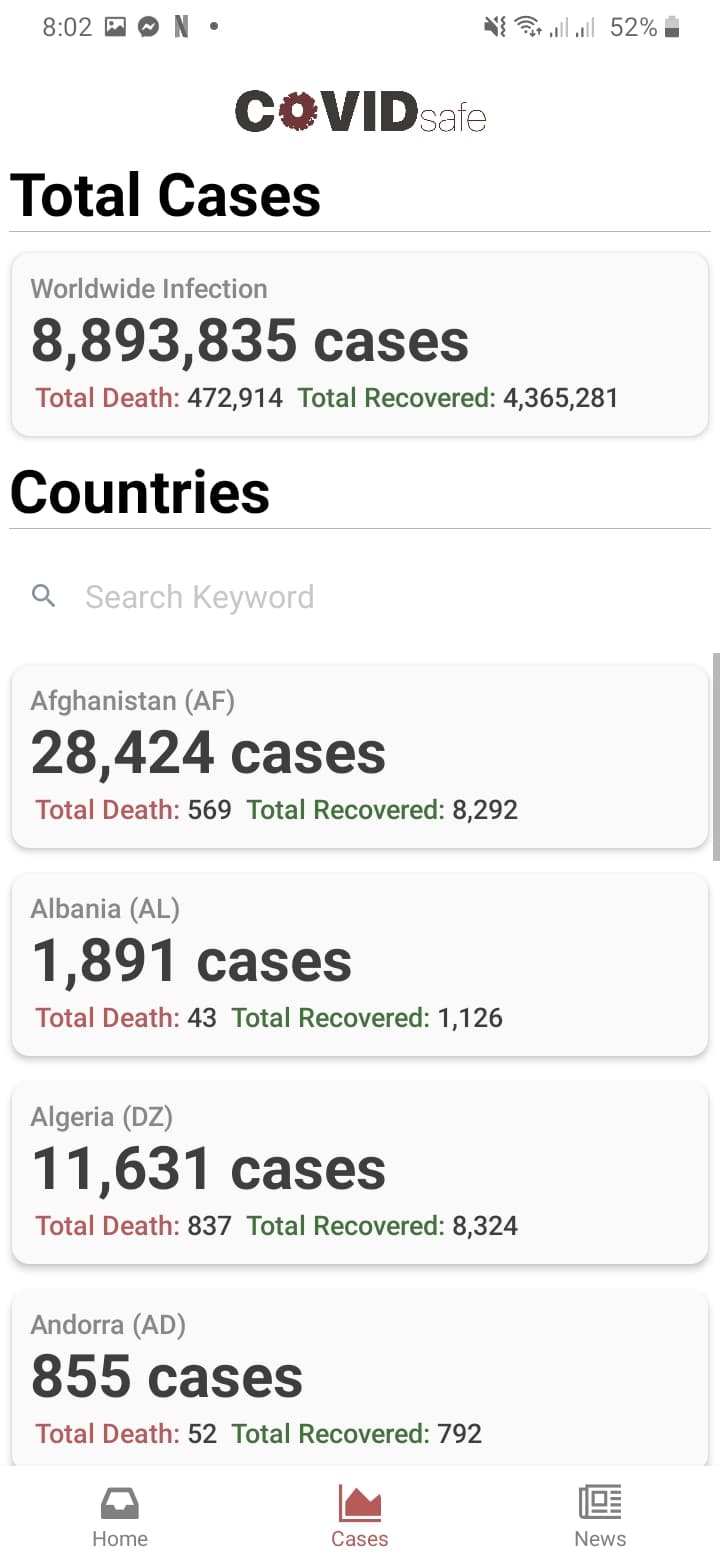 8:02 N 52%
COVIDsafe
Total Cases
Worldwide Infection
8,893,835 cases
Total Death: 472,914 Total Recovered: 4,365,281
Countries
Search Keyword
Afghanistan (AF)
28,424 cases
Total Death: 569 Total Recovered: 8,292
Albania (AL)
1,891 cases
Total Death: 43 Total Recovered: 1,126
Algeria (DZ)
11,631 cases
Total Death: 837 Total Recovered: 8,324
Andorra (AD)
855 cases
Total Death: 52 Total Recovered: 792
Home Cases News